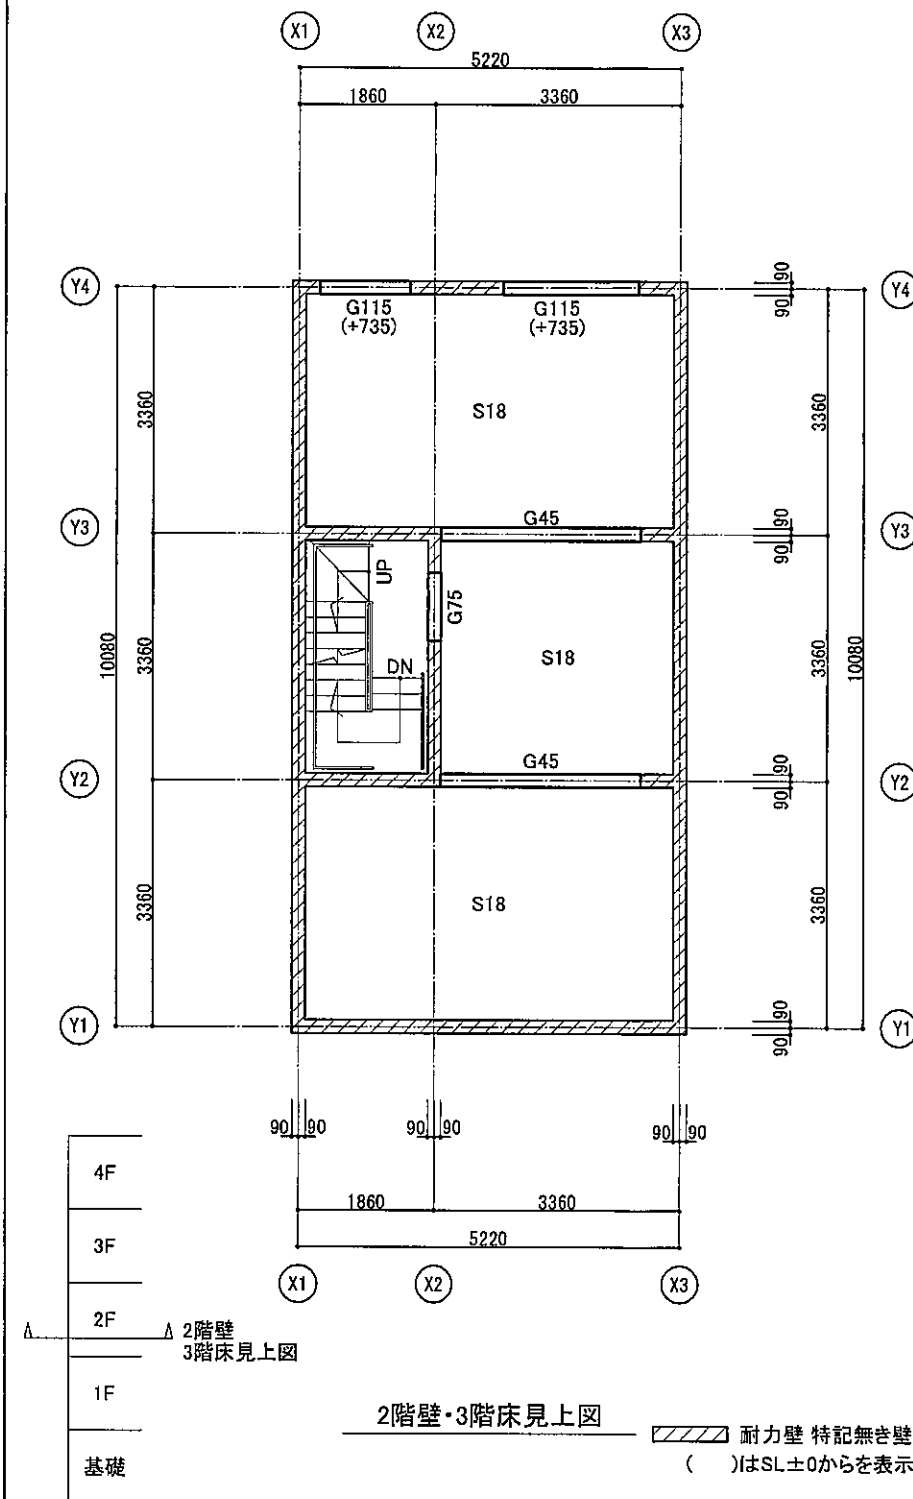 X1 X2 X3
5220
1860 3360
Y4 Y4
90
90
G115 G115
(+735) (+735)
3360 3360
S18
G45
Y3 Y3
90
90
UP
G75
10080 3360 3360 10080
S18
DN
G45
Y2 Y2
90
90
3360 3360
S18
Y1 Y1
90
90
90 90 90 90 90 90
1860 3360
5220
X1 X2 X3
4F
3F
2F
2階壁
3階床見上図
1F
基礎
2階壁・3階床見上図
耐力壁 特記無き壁
( )はSL±0からを表示